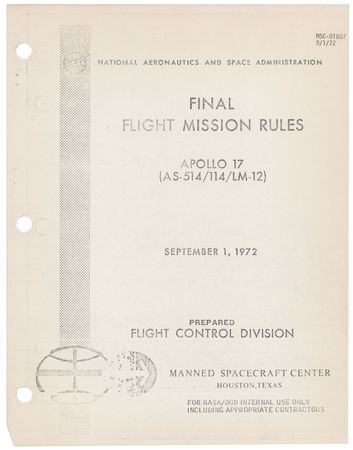 MSC-01807
9/1/72
NATIONAL AERONAUTICS AND SPACE ADMINISTRATION
FINAL
FLIGHT MISSION RULES
APOLLO 17
(AS-514/114/LM-12)
SEPTEMBER 1, 1972
PREPARED
FLIGHT CONTROL DIVISION
MANNED SPACECRAFT CENTER
HOUSTON, TEXAS
FOR NASA/DOD INTERNAL USE ONLY
INCLUDING APPROPRIATE CONTRACTORS